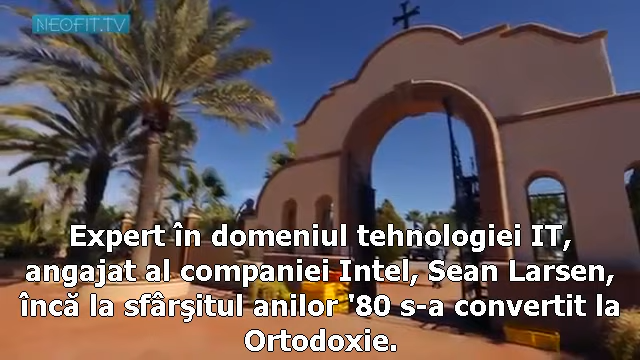 NEOFIT.TV
Expert în domeniul tehnologiei IT,
angajat al companiei Intel, Sean Larsen,
încă la sfârşitul anilor '80 s-a convertit la
Ortodoxie.